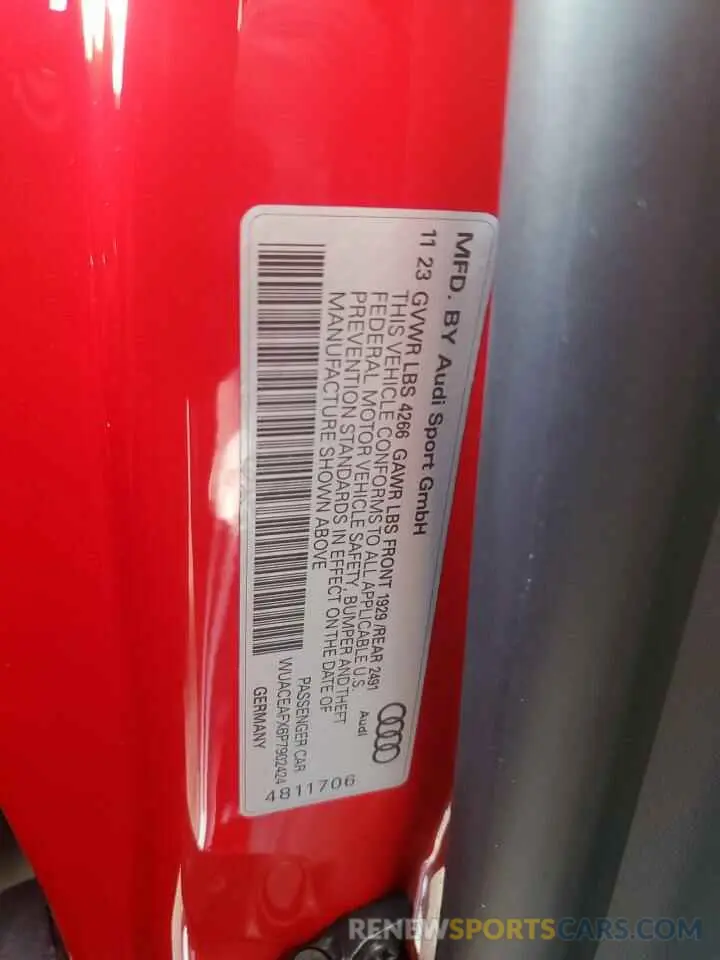 MFD. BY Audi Sport GmbH
11 23 GVWR LBS 4266 GAWR LBS FRONT 1929 /REAR 2491
THIS VEHICLE CONFORMS TO ALL APPLICABLE U.S.
FEDERAL MOTOR VEHICLE SAFETY, BUMPER AND THEFT
PREVENTION STANDARDS IN EFFECT ON THE DATE OF
MANUFACTURE SHOWN ABOVE
Audi
PASSENGER CAR
WUACEAFX6P7902424
GERMANY
4811706
RENEWSPORTSCARS.COM